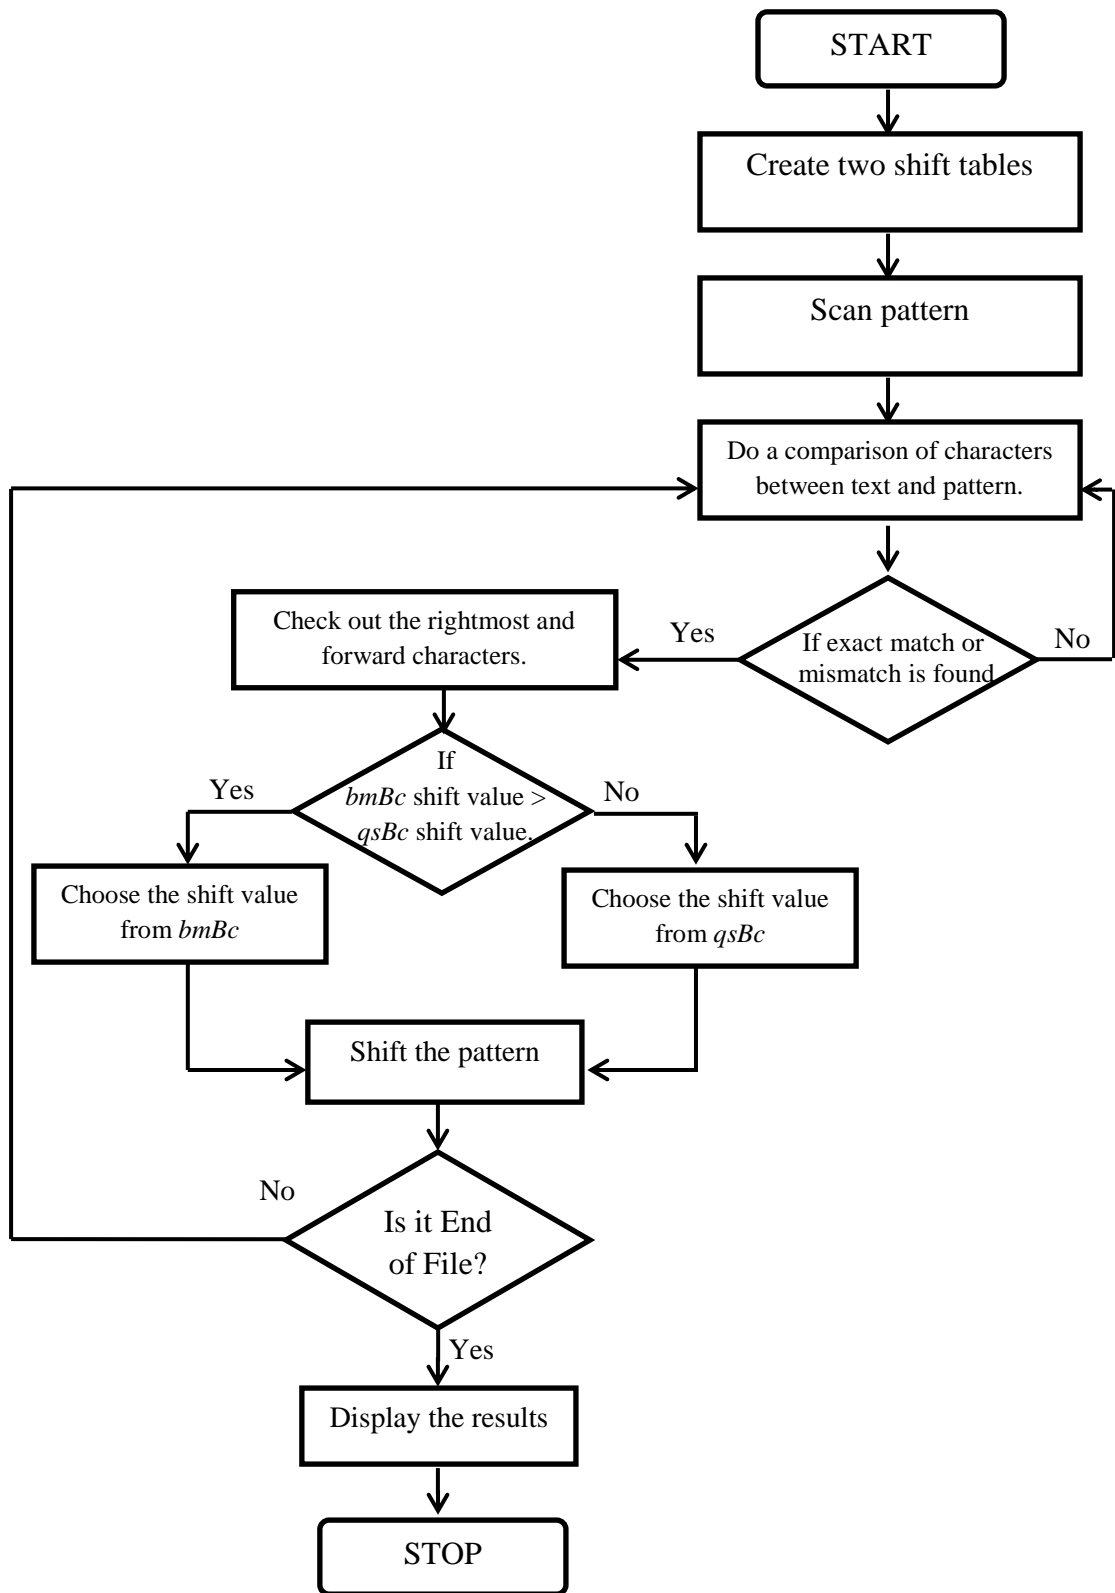 START
Create two shift tables
Scan pattern
Do a comparison of characters
between text and pattern.
If exact match or
mismatch is found
No
Yes
Check out the rightmost and
forward characters.
If
bmBc shift value >
qsBc shift value.
Yes
No
Choose the shift value
from bmBc
Choose the shift value
from qsBc
Shift the pattern
Is it End
of File?
No
Yes
Display the results
STOP